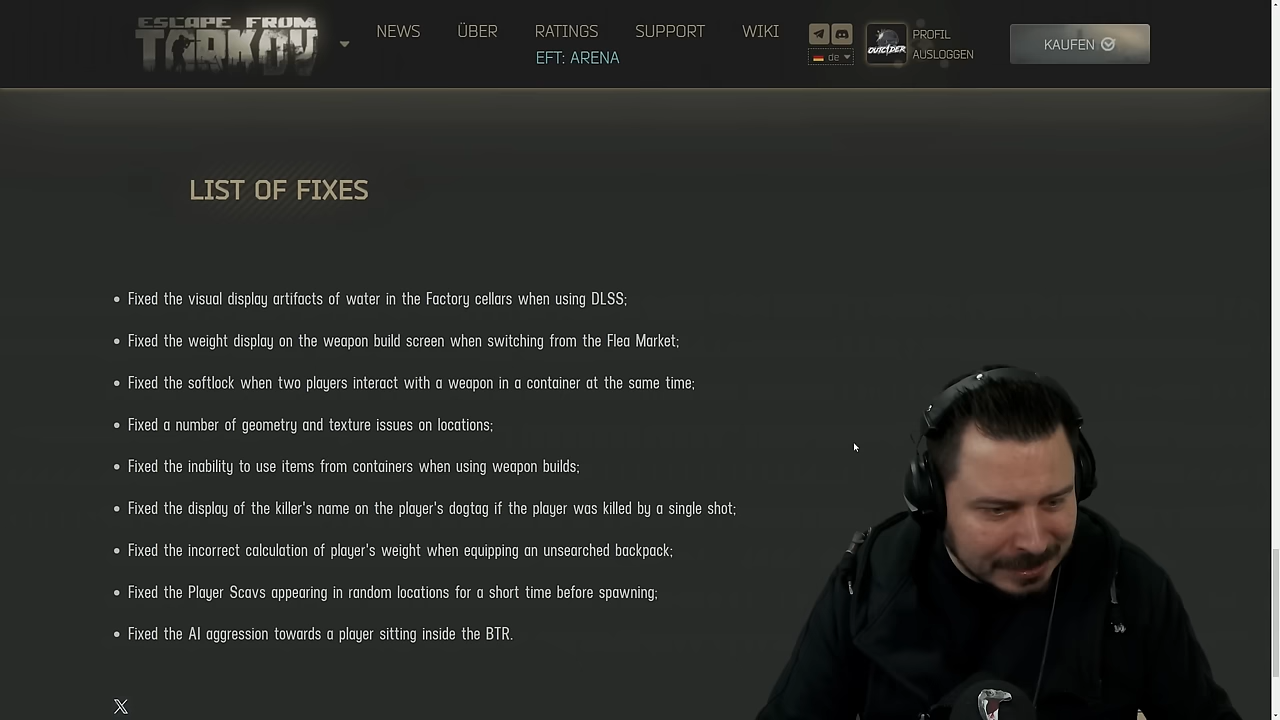 ESCAPE FROM
TARKOV
NEWS
ÜBER
RATINGS
SUPPORT
WIKI
EFT: ARENA
de
OUTCIDER
PROFIL
AUSLOGGEN
KAUFEN
LIST OF FIXES
Fixed the visual display artifacts of water in the Factory cellars when using DLSS;
Fixed the weight display on the weapon build screen when switching from the Flea Market;
Fixed the softlock when two players interact with a weapon in a container at the same time;
Fixed a number of geometry and texture issues on locations;
Fixed the inability to use items from containers when using weapon builds;
Fixed the display of the killer's name on the player's dogtag if the player was killed by a single shot;
Fixed the incorrect calculation of player's weight when equipping an unsearched backpack;
Fixed the Player Scavs appearing in random locations for a short time before spawning;
Fixed the AI aggression towards a player sitting inside the BTR.